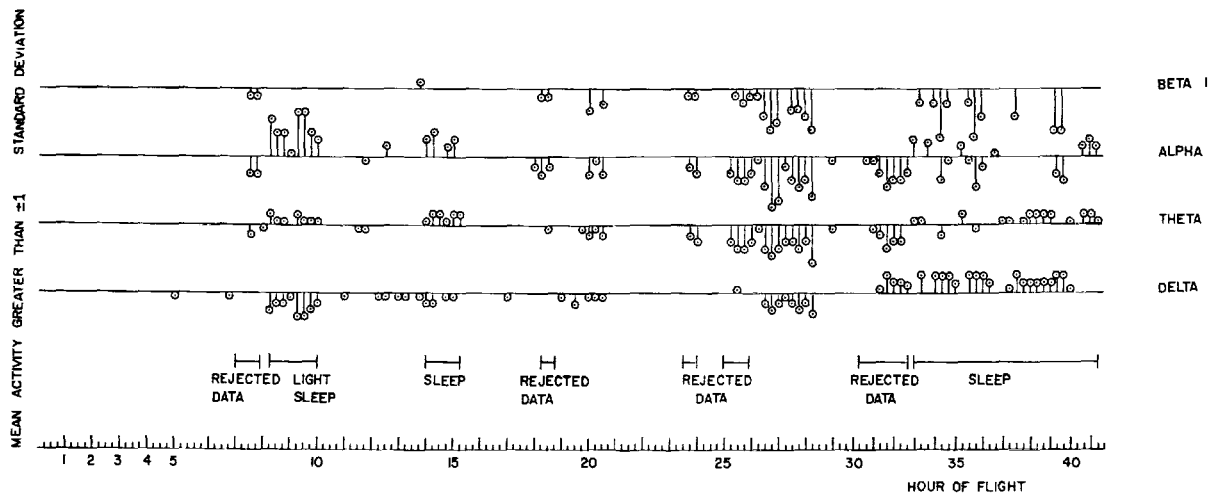 MEAN ACTIVITY GREATER THAN ±1 STANDARD DEVIATION
BETA I
ALPHA
THETA
DELTA
REJECTED DATA
LIGHT SLEEP
SLEEP
REJECTED DATA
REJECTED DATA
REJECTED DATA
SLEEP
1 2 3 4 5 10 15 20 25 30 35 40
HOUR OF FLIGHT